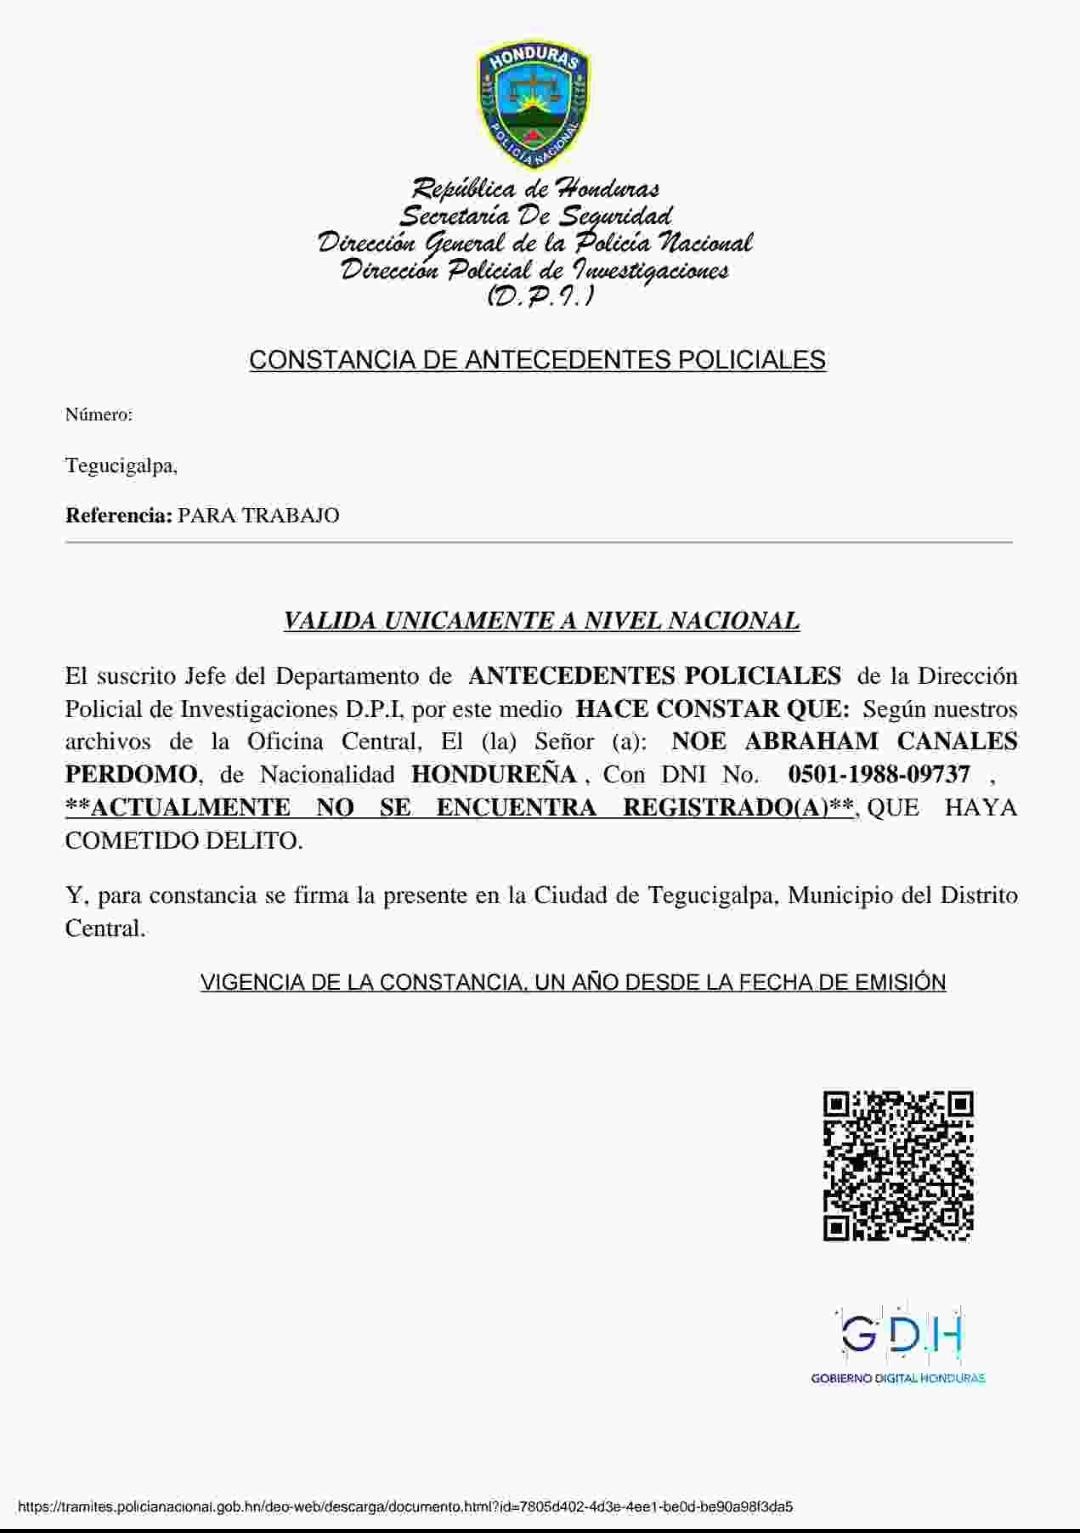 HONDURAS
POLICÍA NACIONAL
República de Honduras
Secretaría De Seguridad
Dirección General de la Policía Nacional
Dirección Policial de Investigaciones
(D.P.I.)
CONSTANCIA DE ANTECEDENTES POLICIALES
Número:
Tegucigalpa,
Referencia: PARA TRABAJO
VALIDA UNICAMENTE A NIVEL NACIONAL
El suscrito Jefe del Departamento de ANTECEDENTES POLICIALES de la Dirección
Policial de Investigaciones D.P.I, por este medio HACE CONSTAR QUE: Según nuestros
archivos de la Oficina Central, El (la) Señor (a): NOE ABRAHAM CANALES
PERDOMO, de Nacionalidad HONDUREÑA , Con DNI No. 0501-1988-09737 ,
**ACTUALMENTE NO SE ENCUENTRA REGISTRADO(A)**, QUE HAYA
COMETIDO DELITO.
Y, para constancia se firma la presente en la Ciudad de Tegucigalpa, Municipio del Distrito
Central.
VIGENCIA DE LA CONSTANCIA, UN AÑO DESDE LA FECHA DE EMISIÓN
GDH
GOBIERNO DIGITAL HONDURAS
https://tramites.policianacional.gob.hn/deo-web/descarga/documento.html?id=7805d402-4d3e-4ee1-be0d-be90a98f3da5